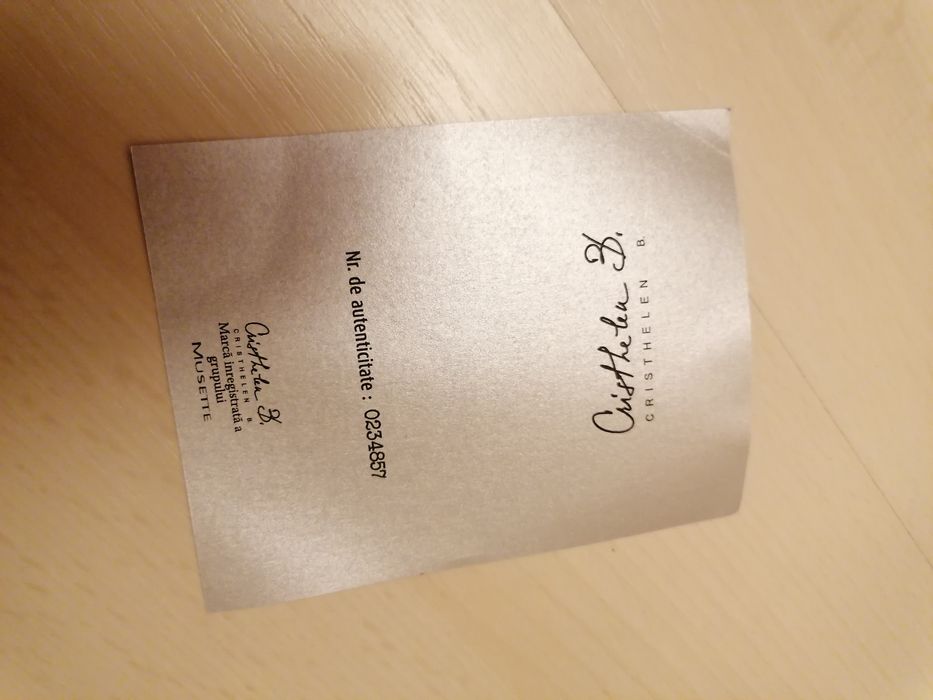 Cristhelen B.
CRISTHELEN B.
Nr. de autenticitate : 0234857
Cristhelen B.
CRISTHELEN B.
Marcă înregistrată a
grupului
MUSETTE